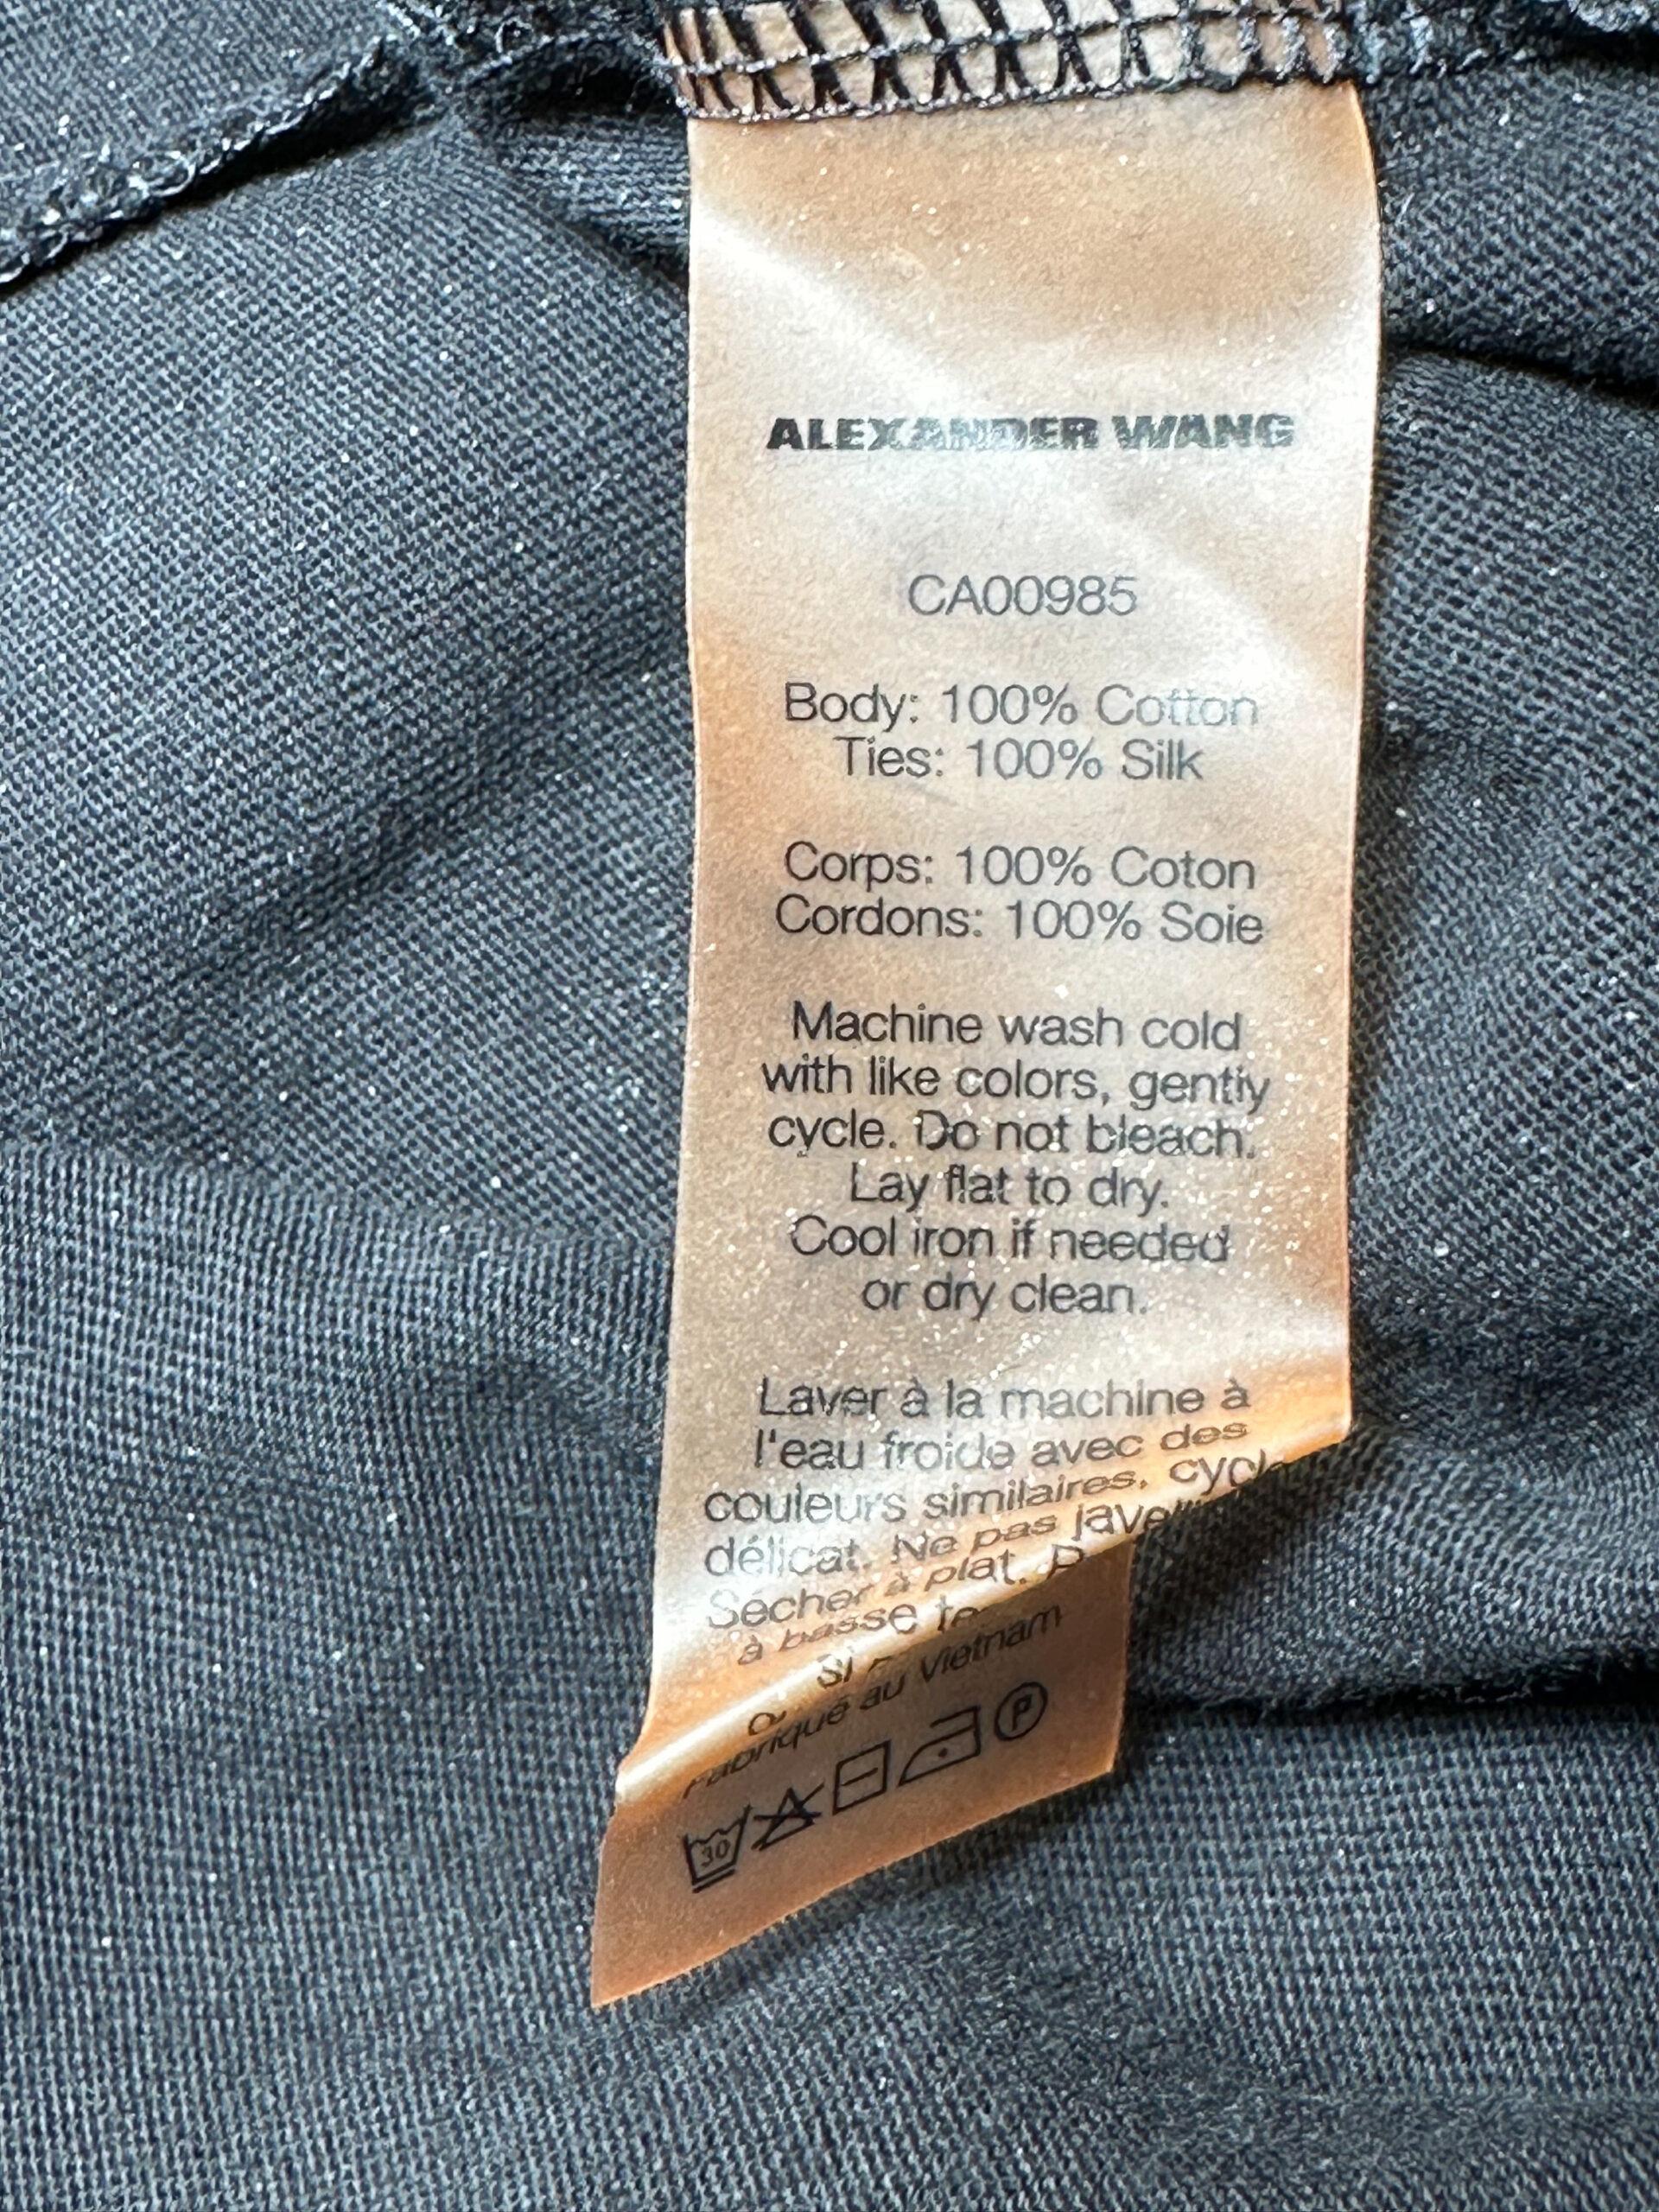 ALEXANDER WANG
CA00985
Body: 100% Cotton
Ties: 100% Silk
Corps: 100% Coton
Cordons: 100% Soie
Machine wash cold
with like colors, gently
cycle. Do not bleach.
Lay flat to dry.
Cool iron if needed
or dry clean.
Laver à la machine à
l'eau froide avec des
couleurs similaires, cycle
délicat. Ne pas
Sécher à plat.
à basse
Fabriqué au Vietnam
30
P